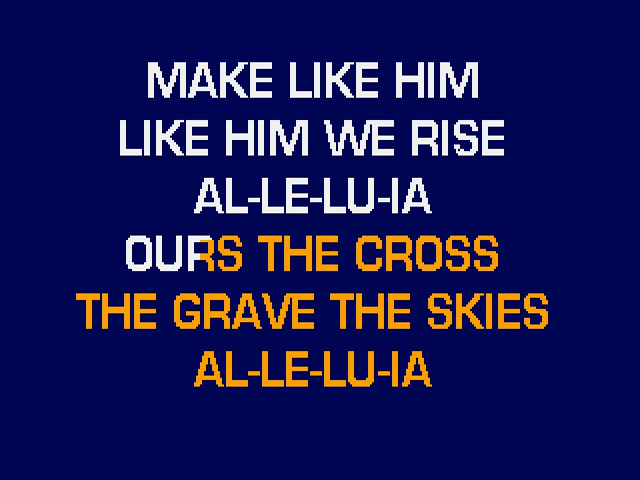 MAKE LIKE HIM
LIKE HIM WE RISE
AL-LE-LU-IA
OURS THE CROSS
THE GRAVE THE SKIES
AL-LE-LU-IA